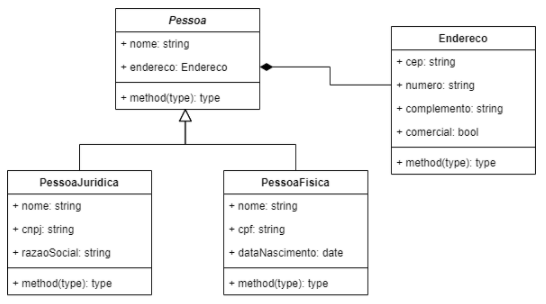 Pessoa
+ nome: string
+ endereco: Endereco
+ method(type): type
Endereco
+ cep: string
+ numero: string
+ complemento: string
+ comercial: bool
+ method(type): type
PessoaJuridica
+ nome: string
+ cnpj: string
+ razaoSocial: string
+ method(type): type
PessoaFisica
+ nome: string
+ cpf: string
+ dataNascimento: date
+ method(type): type